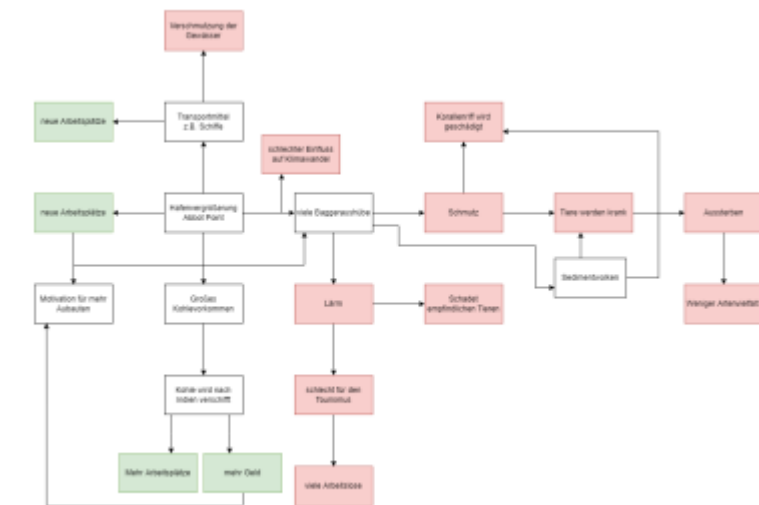 Verschmutzung der
Gewässer
neue Arbeitsplätze
Transportmittel
z.B. Schiffe
Korallenriff wird
geschädigt
schlechter Einfluss
auf Klimawandel
neue Arbeitsplätze
Hafenvergrößerung
Abbot Point
viele Baggeraushübe
Schmutz
Tiere werden krank
Aussterben
Sedimentwolken
Motivation für mehr
Aubauten
Großes
Kohlevorkommen
Lärm
Schadet
empfindlichen Tieren
Weniger Artenvielfalt
Kohle wird nach
Indien verschifft
schlecht für den
Tourismus
Mehr Arbeitsplätze
mehr Geld
viele Arbeitslose